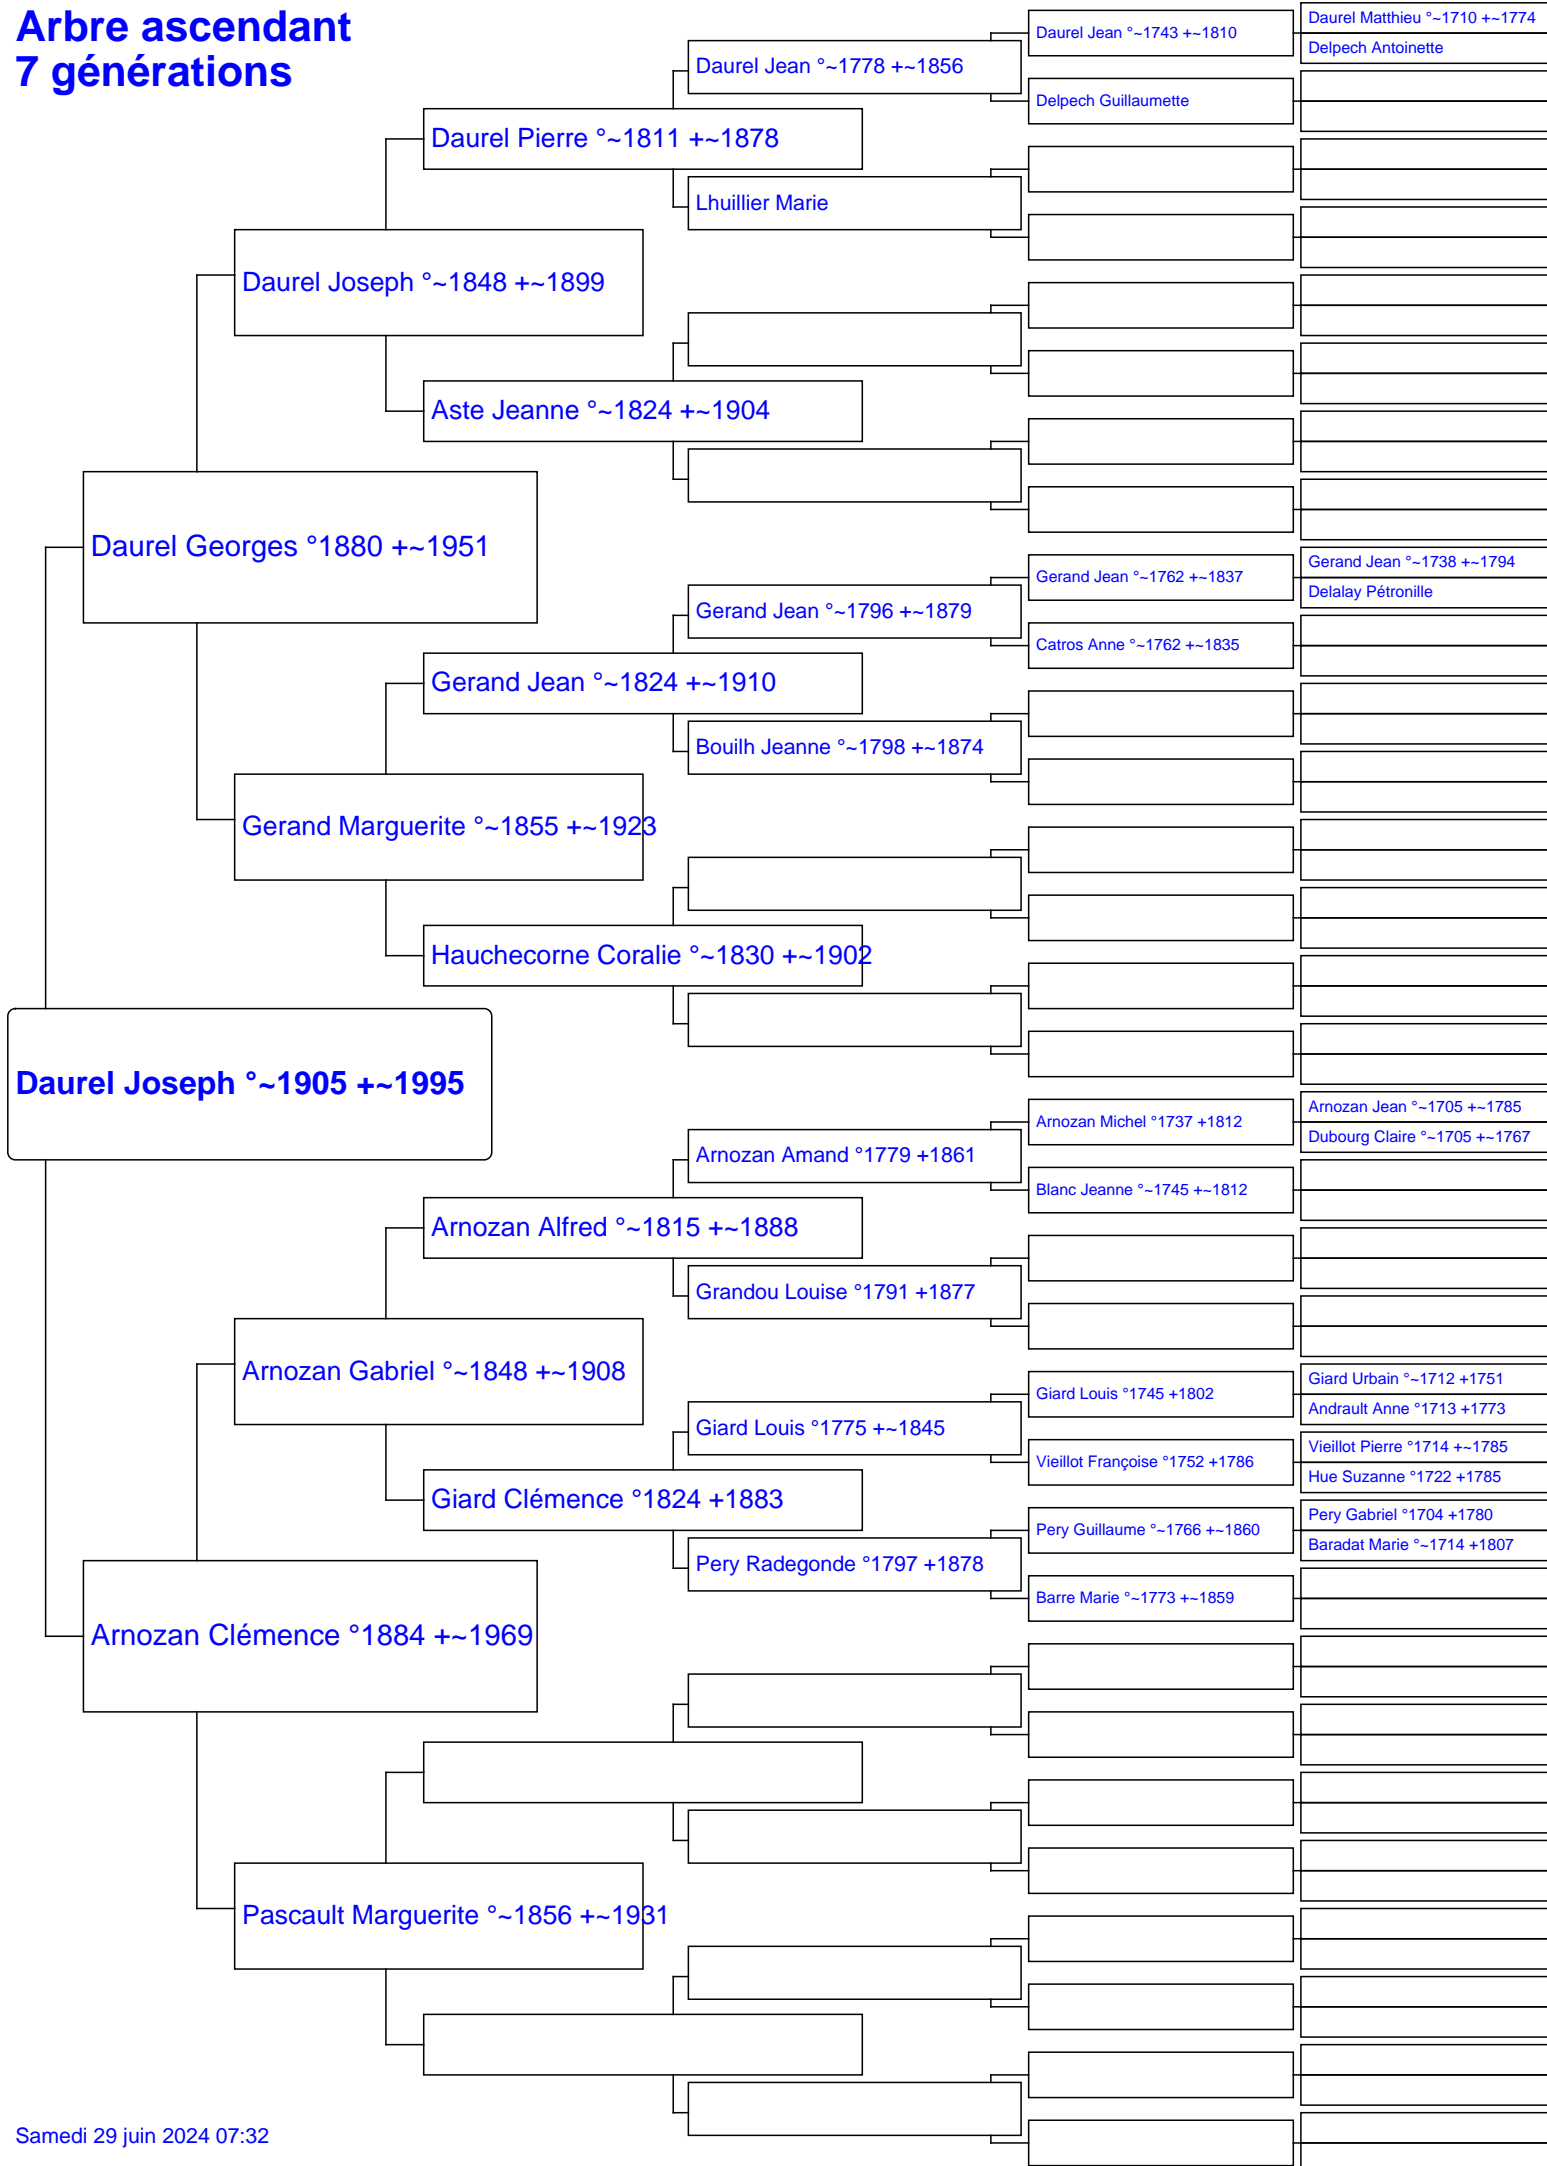 Arbre ascendant
7 générations
Daurel Joseph °~1905 +~1995
Daurel Georges °1880 +~1951
Arnozan Clémence °1884 +~1969
Daurel Joseph °~1848 +~1899
Gerand Marguerite °~1855 +~1923
Arnozan Gabriel °~1848 +~1908
Pascault Marguerite °~1856 +~1931
Daurel Pierre °~1811 +~1878
Aste Jeanne °~1824 +~1904
Gerand Jean °~1824 +~1910
Hauchecorne Coralie °~1830 +~1902
Arnozan Alfred °~1815 +~1888
Giard Clémence °1824 +1883
Daurel Jean °~1778 +~1856
Lhuillier Marie
Gerand Jean °~1796 +~1879
Bouilh Jeanne °~1798 +~1874
Arnozan Amand °1779 +1861
Grandou Louise °1791 +1877
Giard Louis °1775 +~1845
Pery Radegonde °1797 +1878
Daurel Jean °~1743 +~1810
Delpech Guillaumette
Gerand Jean °~1762 +~1837
Catros Anne °~1762 +~1835
Arnozan Michel °1737 +1812
Blanc Jeanne °~1745 +~1812
Giard Louis °1745 +1802
Vieillot Françoise °1752 +1786
Pery Guillaume °~1766 +~1860
Barre Marie °~1773 +~1859
Daurel Matthieu °~1710 +~1774
Delpech Antoinette
Gerand Jean °~1738 +~1794
Delalay Pétronille
Arnozan Jean °~1705 +~1785
Dubourg Claire °~1705 +~1767
Giard Urbain °~1712 +1751
Andrault Anne °1713 +1773
Vieillot Pierre °1714 +~1785
Hue Suzanne °1722 +1785
Pery Gabriel °1704 +1780
Baradat Marie °~1714 +1807
Samedi 29 juin 2024 07:32